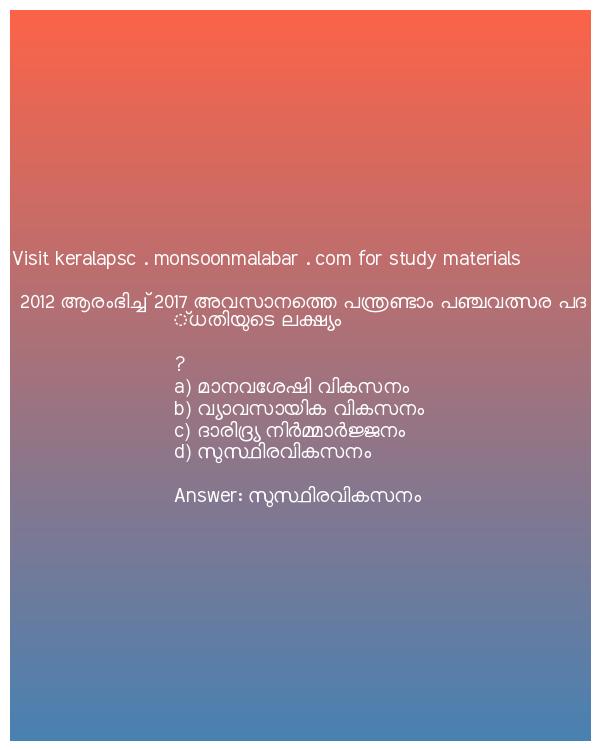 Visit keralapsc . monsoonmalabar . com for study materials
2012 ആരംഭിച്ച് 2017 അവസാനത്തെ പന്ത്രണ്ടാം പഞ്ചവത്സര പദ
്ധതിയുടെ ലക്ഷ്യം
?
a) മാനവശേഷി വികസനം
b) വ്യാവസായിക വികസനം
c) ദാരിദ്ര്യ നിർമ്മാർജ്ജനം
d) സുസ്ഥിരവികസനം
Answer: സുസ്ഥിരവികസനം